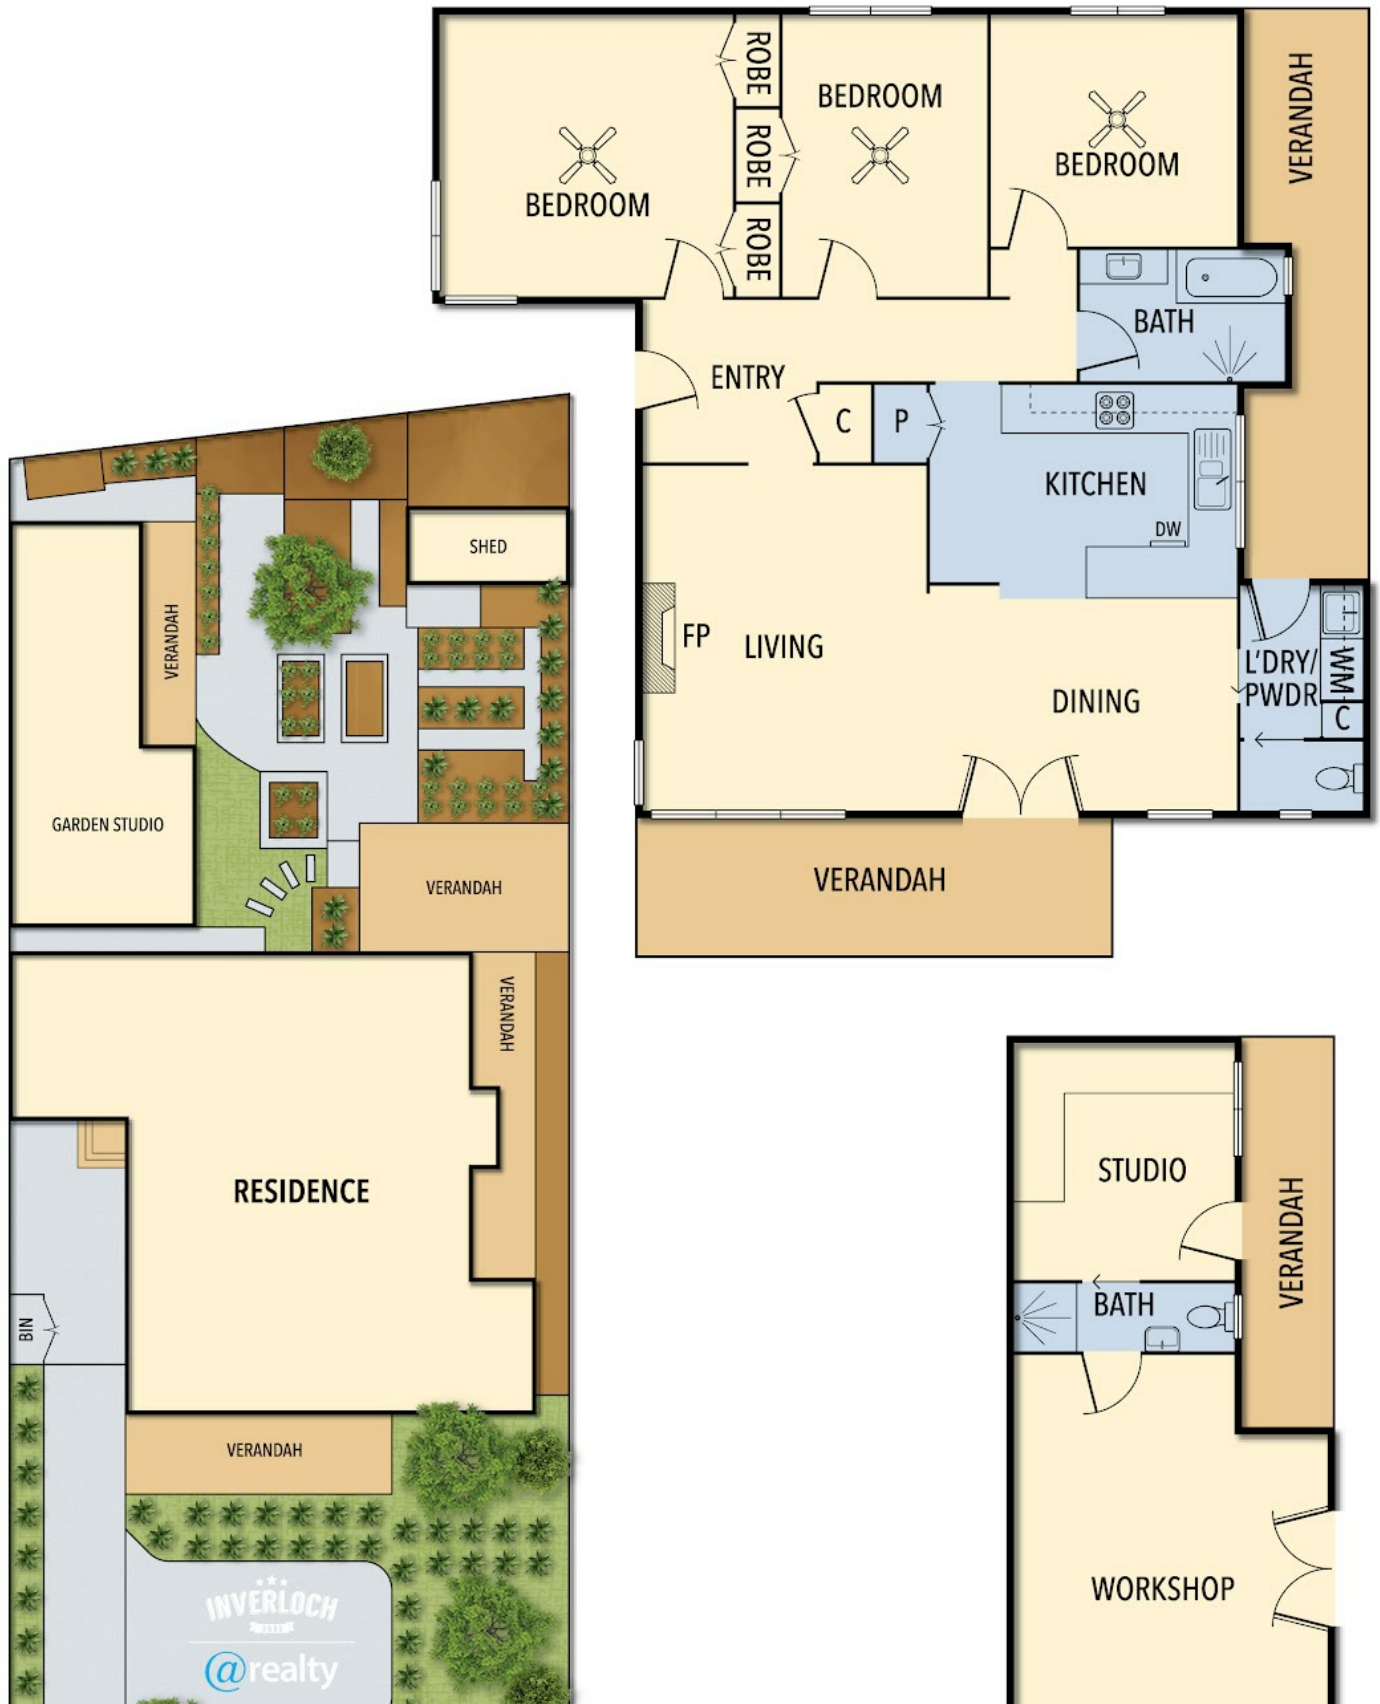 ROBE
ROBE
ROBE
BEDROOM
BEDROOM
BEDROOM
VERANDAH
BATH
ENTRY
C
P
KITCHEN
DW
FP
LIVING
DINING
L'DRY/
PWDR
WM
C
VERANDAH
SHED
VERANDAH
GARDEN STUDIO
VERANDAH
VERANDAH
RESIDENCE
BIN
VERANDAH
INVERLOCH
@realty
STUDIO
VERANDAH
BATH
WORKSHOP